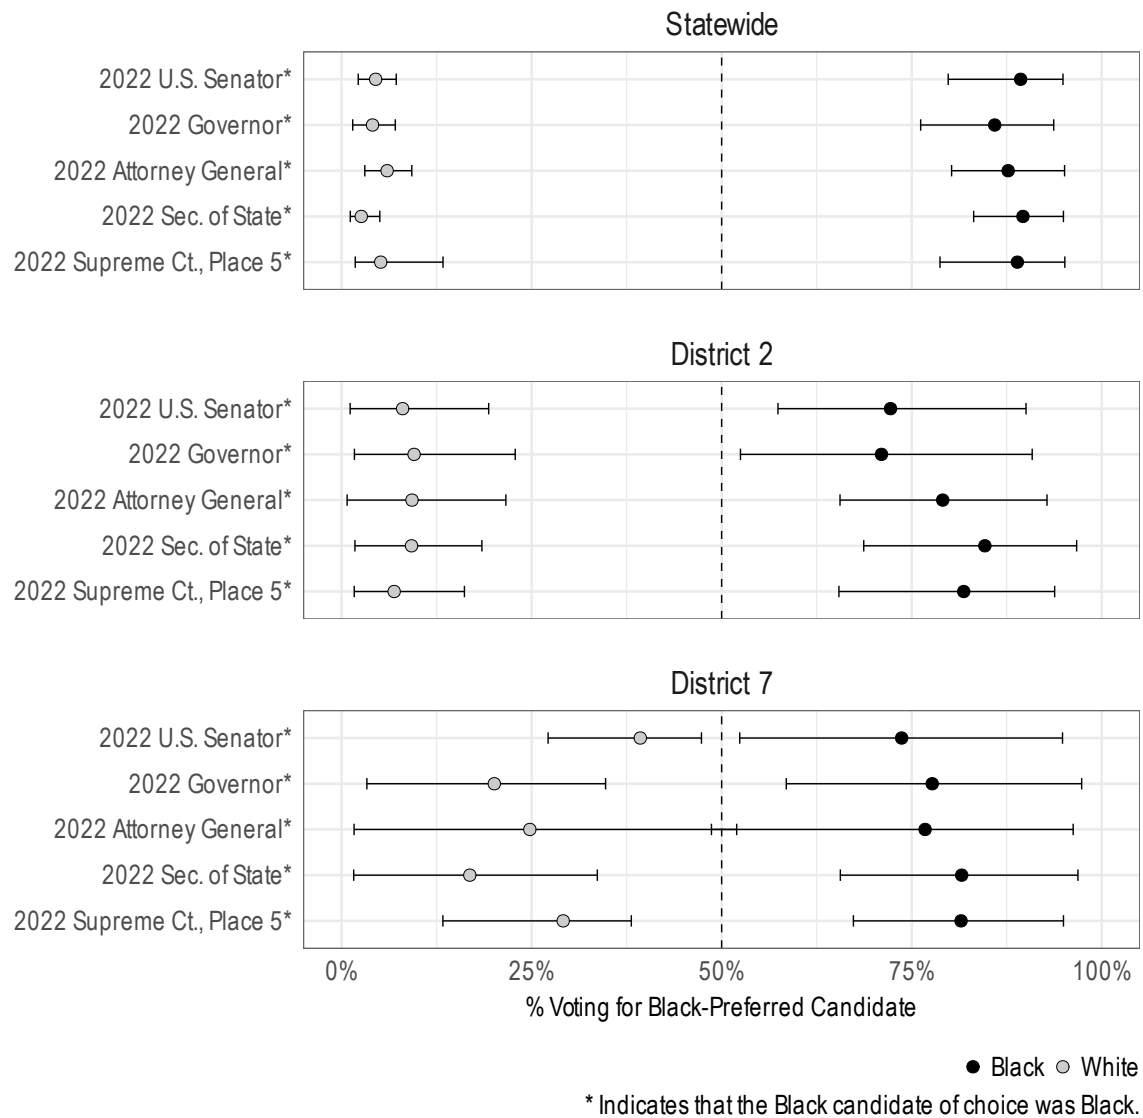 Statewide
2022 U.S. Senator*
2022 Governor*
2022 Attorney General*
2022 Sec. of State*
2022 Supreme Ct., Place 5*
District 2
2022 U.S. Senator*
2022 Governor*
2022 Attorney General*
2022 Sec. of State*
2022 Supreme Ct., Place 5*
District 7
2022 U.S. Senator*
2022 Governor*
2022 Attorney General*
2022 Sec. of State*
2022 Supreme Ct., Place 5*
0% 25% 50% 75% 100%
% Voting for Black-Preferred Candidate
Black White
* Indicates that the Black candidate of choice was Black.